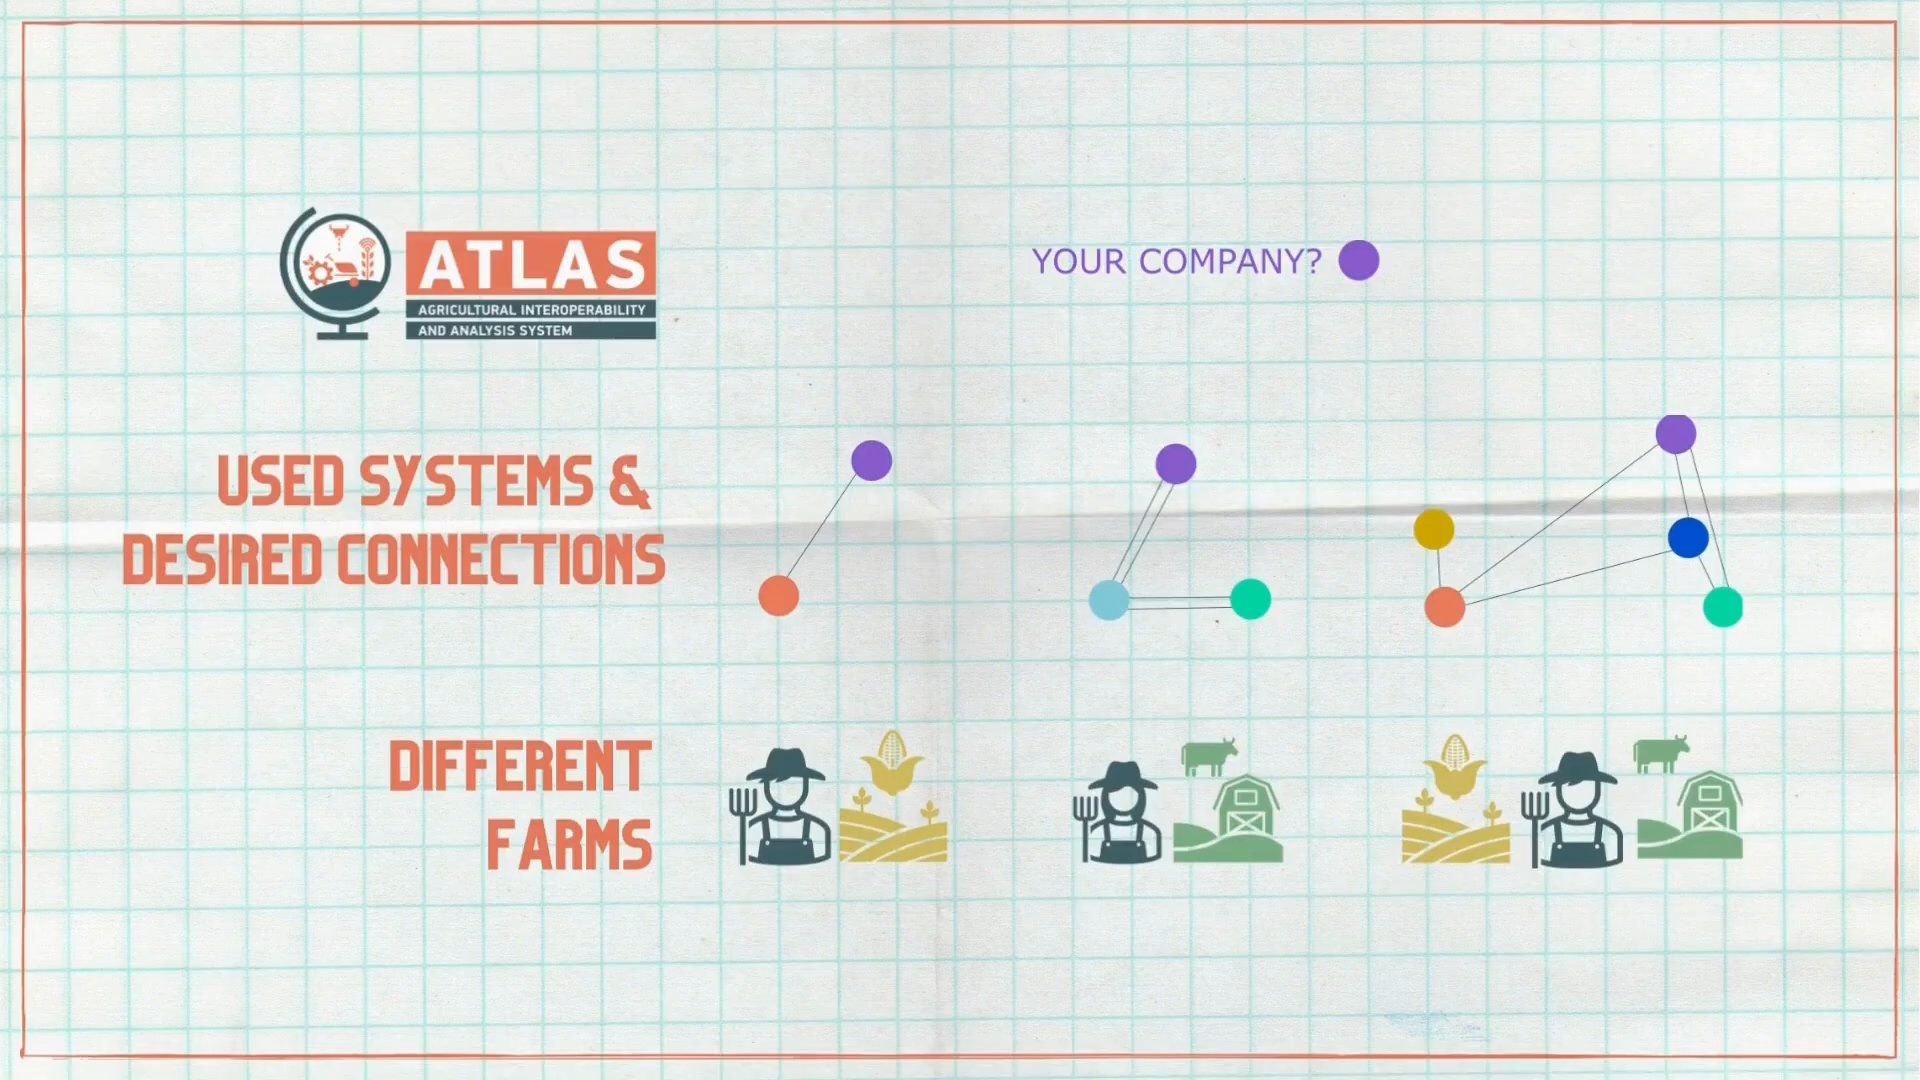 ATLAS
AGRICULTURAL INTEROPERABILITY
AND ANALYSIS SYSTEM
YOUR COMPANY?
USED SYSTEMS &
DESIRED CONNECTIONS
DIFFERENT
FARMS